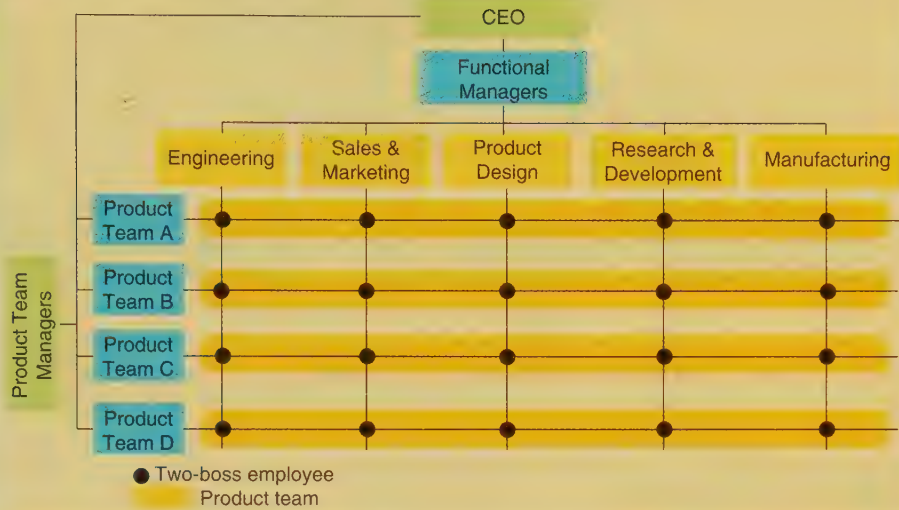 CEO
Functional
Managers
Engineering
Sales &
Marketing
Product
Design
Research &
Development
Manufacturing
Product Team
Managers
Product
Team A
Product
Team B
Product
Team C
Product
Team D
Two-boss employee
Product team